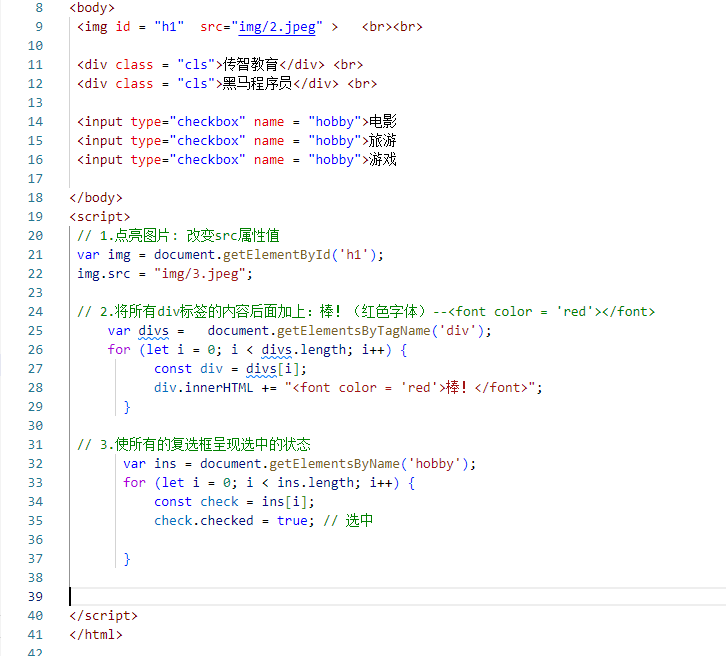 8 <body>
9 <img id = "h1"  src="img/2.jpeg" >   <br><br>
10
11 <div class = "cls">传智教育</div> <br>
12 <div class = "cls">黑马程序员</div> <br>
13
14 <input type="checkbox" name = "hobby">电影
15 <input type="checkbox" name = "hobby">旅游
16 <input type="checkbox" name = "hobby">游戏
17
18 </body>
19 <script>
20 // 1.点亮图片: 改变src属性值
21 var img = document.getElementById('h1');
22 img.src = "img/3.jpeg";
23
24 // 2.将所有div标签的内容后面加上：棒！（红色字体）--<font color = 'red'></font>
25 var divs =   document.getElementsByTagName('div');
26 for (let i = 0; i < divs.length; i++) {
27 const div = divs[i];
28 div.innerHTML += "<font color = 'red'>棒！</font>";
29 }
30
31 // 3.使所有的复选框呈现选中的状态
32 var ins = document.getElementsByName('hobby');
33 for (let i = 0; i < ins.length; i++) {
34 const check = ins[i];
35 check.checked = true; // 选中
36
37 }
38
39
40 </script>
41 </html>
42